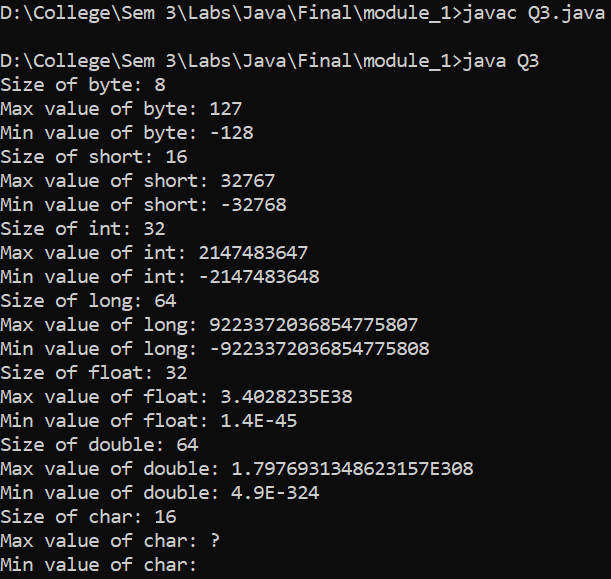 D:\College\Sem 3\Labs\Java\Final\module_1>javac Q3.java
D:\College\Sem 3\Labs\Java\Final\module_1>java Q3
Size of byte: 8
Max value of byte: 127
Min value of byte: -128
Size of short: 16
Max value of short: 32767
Min value of short: -32768
Size of int: 32
Max value of int: 2147483647
Min value of int: -2147483648
Size of long: 64
Max value of long: 9223372036854775807
Min value of long: -9223372036854775808
Size of float: 32
Max value of float: 3.4028235E38
Min value of float: 1.4E-45
Size of double: 64
Max value of double: 1.7976931348623157E308
Min value of double: 4.9E-324
Size of char: 16
Max value of char: ?
Min value of char: